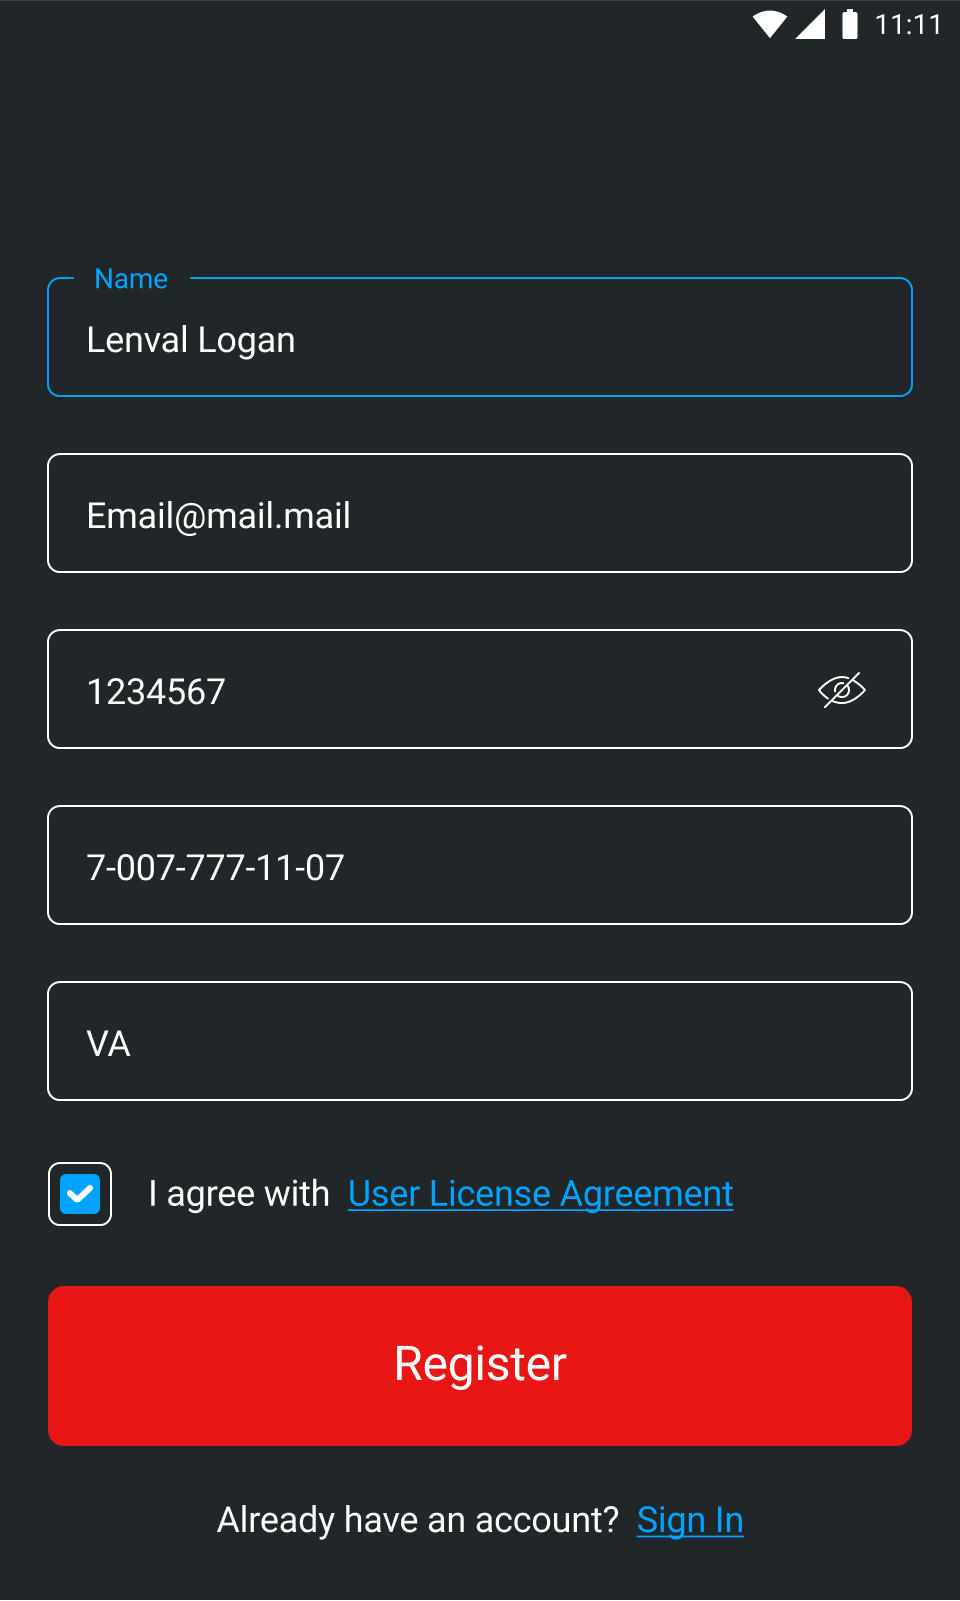 11:11
Name
Lenval Logan
Email@mail.mail
1234567
7-007-777-11-07
VA
I agree with User License Agreement
Register
Already have an account? Sign In